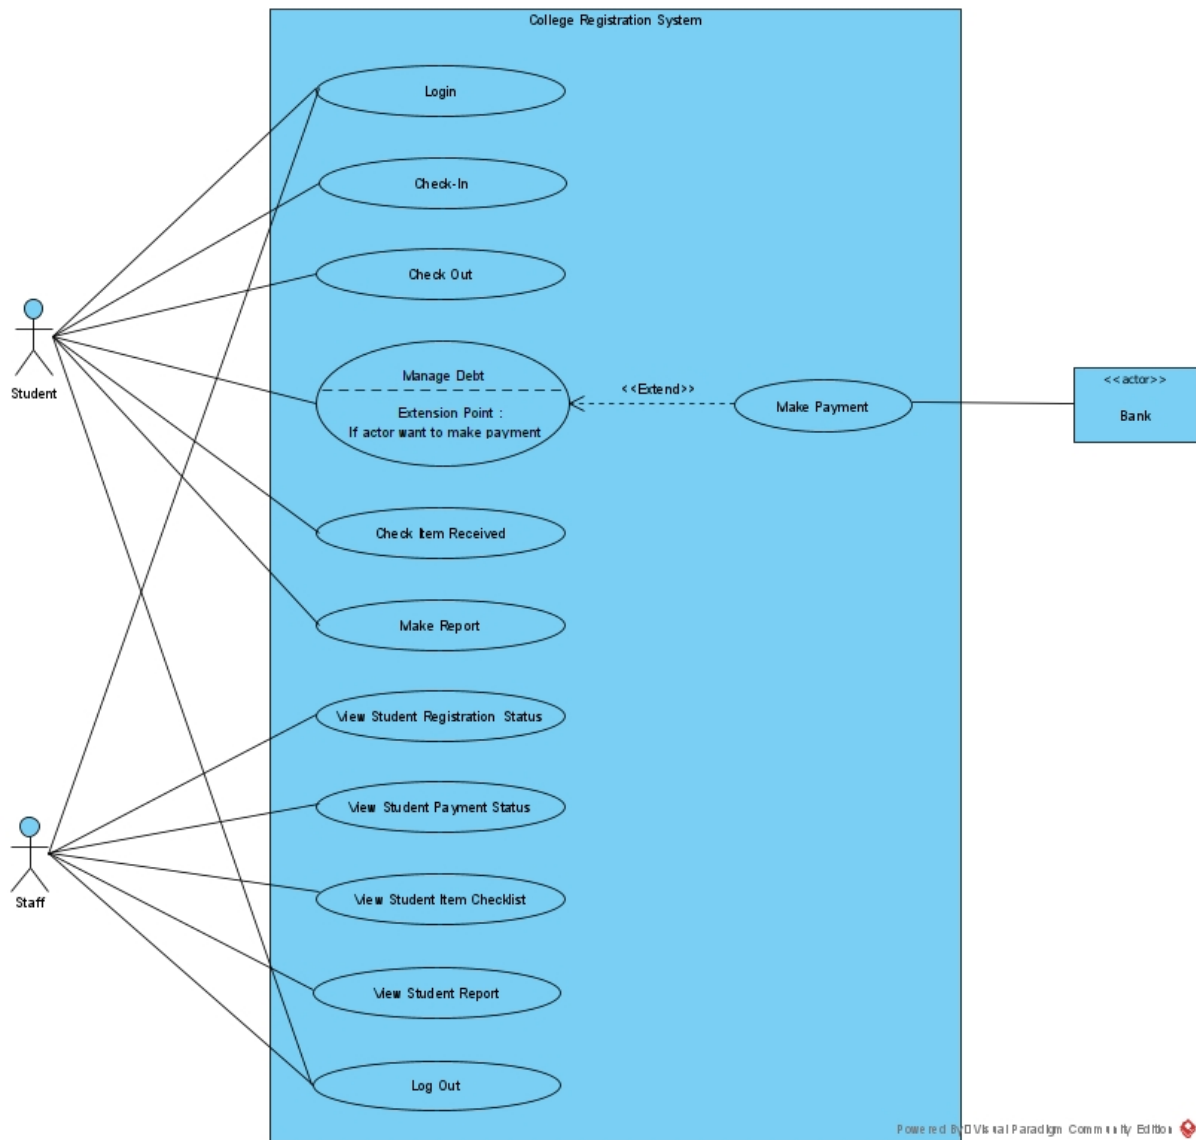 College Registration System
Login
Check-In
Check Out
Student
Manage Debt
Extension Point :
If actor want to make payment
<<Extend>>
Make Payment
<<actor>>
Bank
Check Item Received
Make Report
View Student Registration Status
View Student Payment Status
Staff
View Student Item Checklist
View Student Report
Log Out
Powered By Visual Paradigm Community Edition